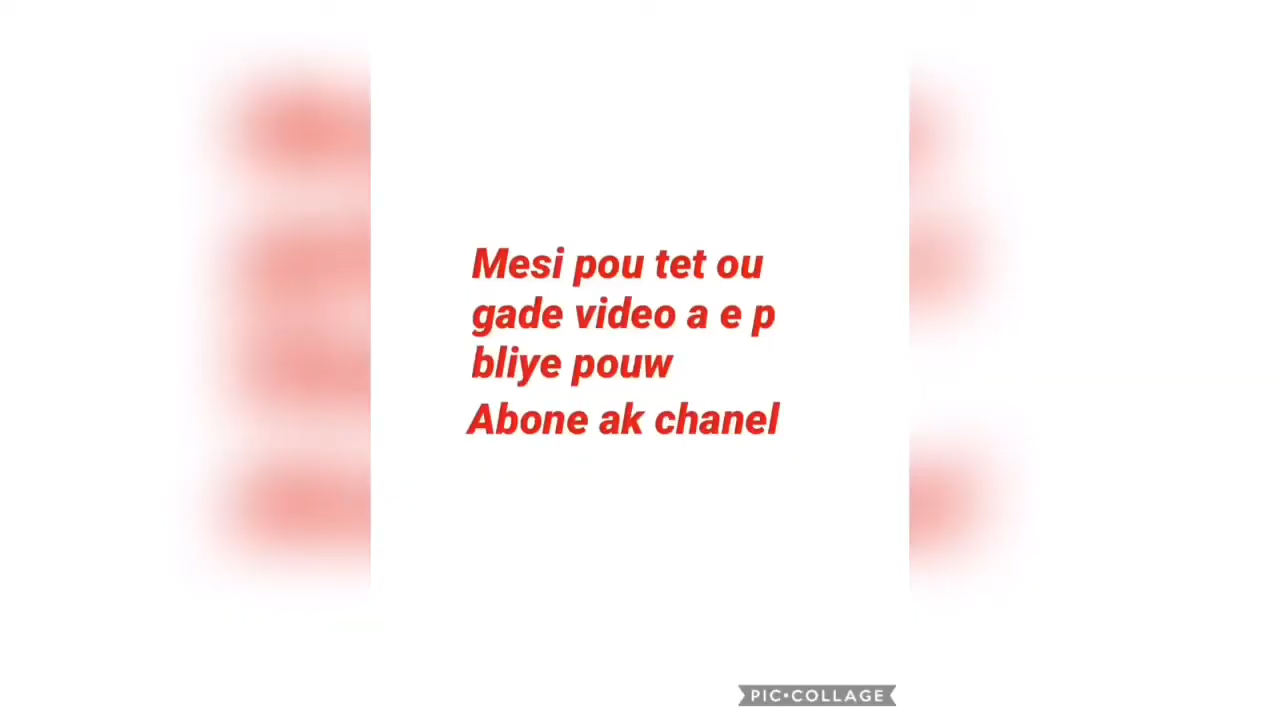 Mesi pou tet ou
gade video a e p
bliye pouw
Abone ak chanel
PIC•COLLAGE